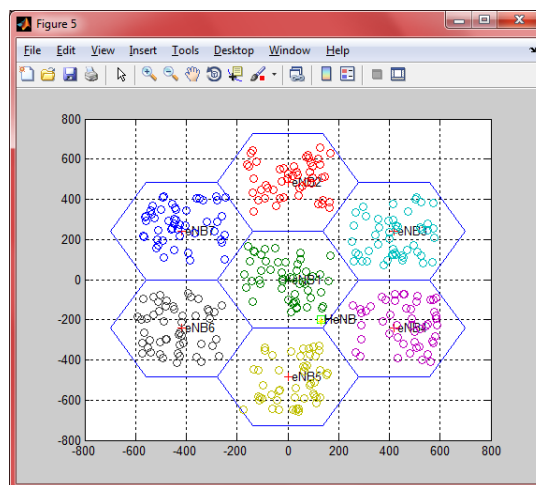 Figure 5
File Edit View Insert Tools Desktop Window Help
800
600
400
200
0
-200
-400
-600
-800
-800 -600 -400 -200 0 200 400 600 800
eNB2
eNB7
eNB3
eNB1
HeNB
eNB6
eNB4
eNB5